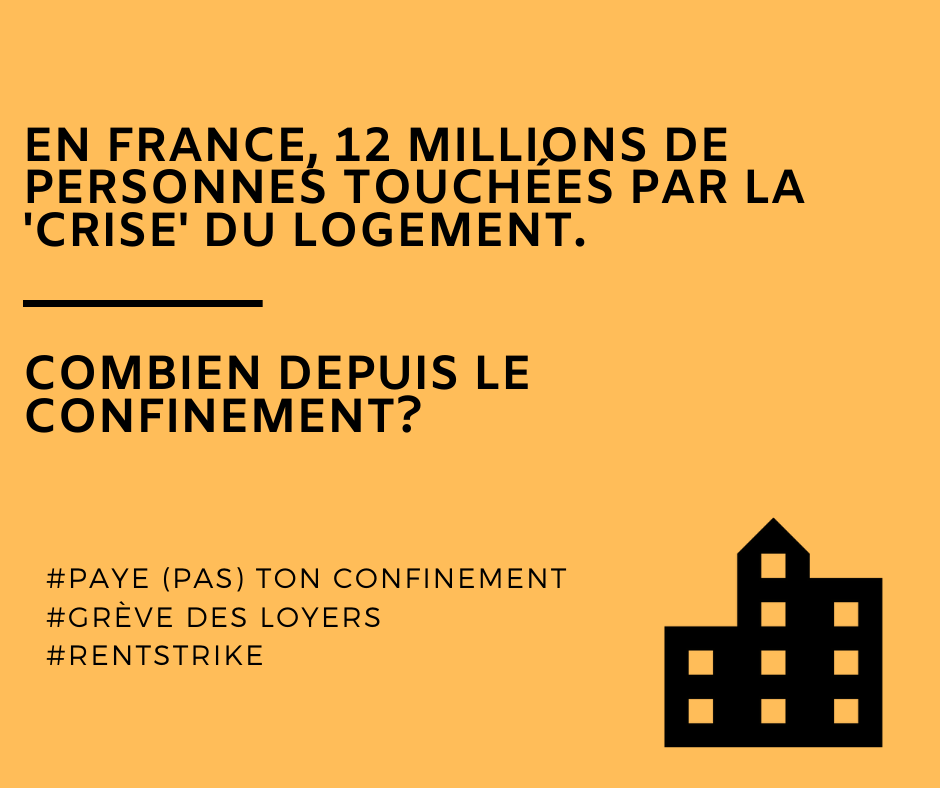 EN FRANCE, 12 MILLIONS DE
PERSONNES TOUCHÉES PAR LA
'CRISE' DU LOGEMENT.
COMBIEN DEPUIS LE
CONFINEMENT?
#PAYE (PAS) TON CONFINEMENT
#GRÈVE DES LOYERS
#RENTSTRIKE